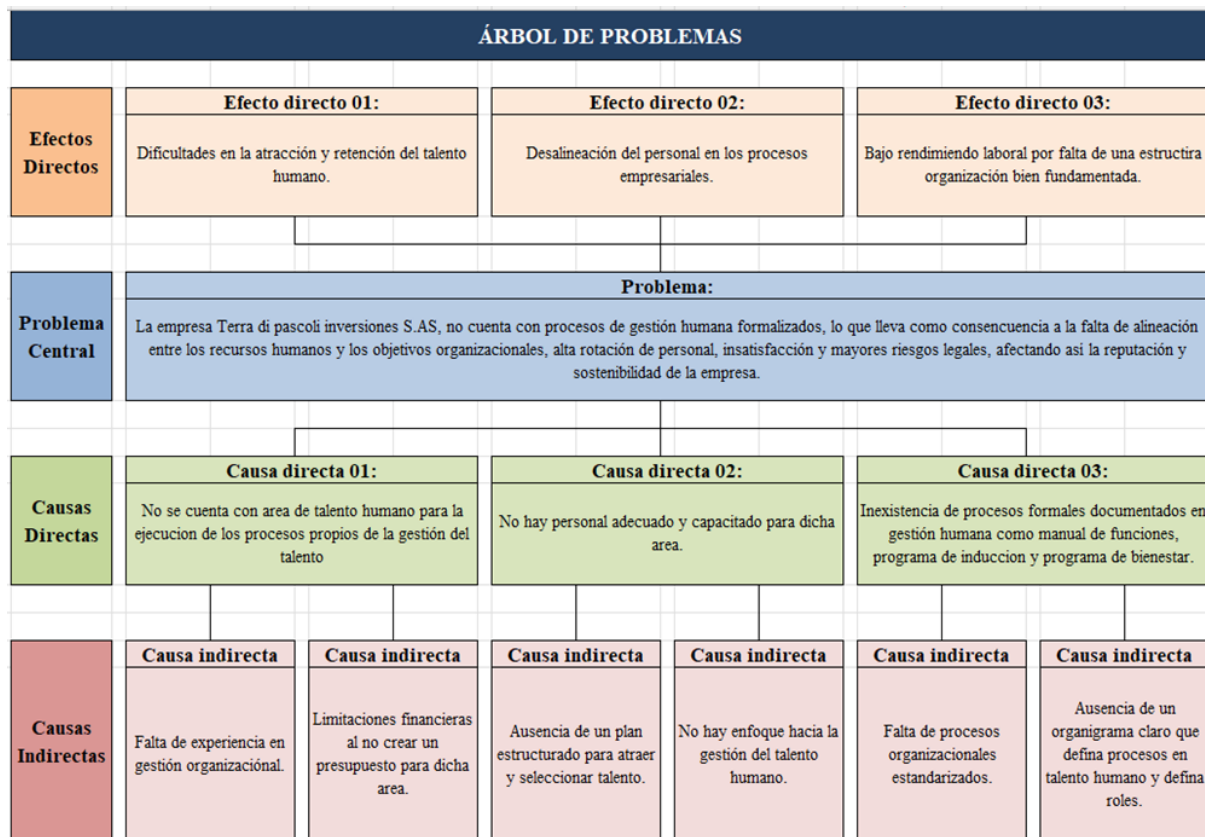 ÁRBOL DE PROBLEMAS
Efectos
Directos
Efecto directo 01:
Dificultades en la atracción y retención del talento
humano.
Efecto directo 02:
Desalineación del personal en los procesos
empresariales.
Efecto directo 03:
Bajo rendimiendo laboral por falta de una estructira
organización bien fundamentada.
Problema
Central
Problema:
La empresa Terra di pascoli inversiones S.AS, no cuenta con procesos de gestión humana formalizados, lo que lleva como consencuencia a la falta de alineación
entre los recursos humanos y los objetivos organizacionales, alta rotación de personal, insatisfacción y mayores riesgos legales, afectando así la reputación y
sostenibilidad de la empresa.
Causas
Directas
Causa directa 01:
No se cuenta con area de talento humano para la
ejecucion de los procesos propios de la gestión del
talento
Causa directa 02:
No hay personal adecuado y capacitado para dicha
area.
Causa directa 03:
Inexistencia de procesos formales documentados en
gestión humana como manual de funciones,
programa de induccion y programa de bienestar.
Causas
Indirectas
Causa indirecta
Falta de experiencia en
gestión organizaciónal.
Causa indirecta
Limitaciones financieras
al no crear un
presupuesto para dicha
area.
Causa indirecta
Ausencia de un plan
estructurado para atraer
y seleccionar talento.
Causa indirecta
No hay enfoque hacia la
gestión del talento
humano.
Causa indirecta
Falta de procesos
organizacionales
estandarizados.
Causa indirecta
Ausencia de un
organigrama claro que
defina procesos en
talento humano y defina
roles.